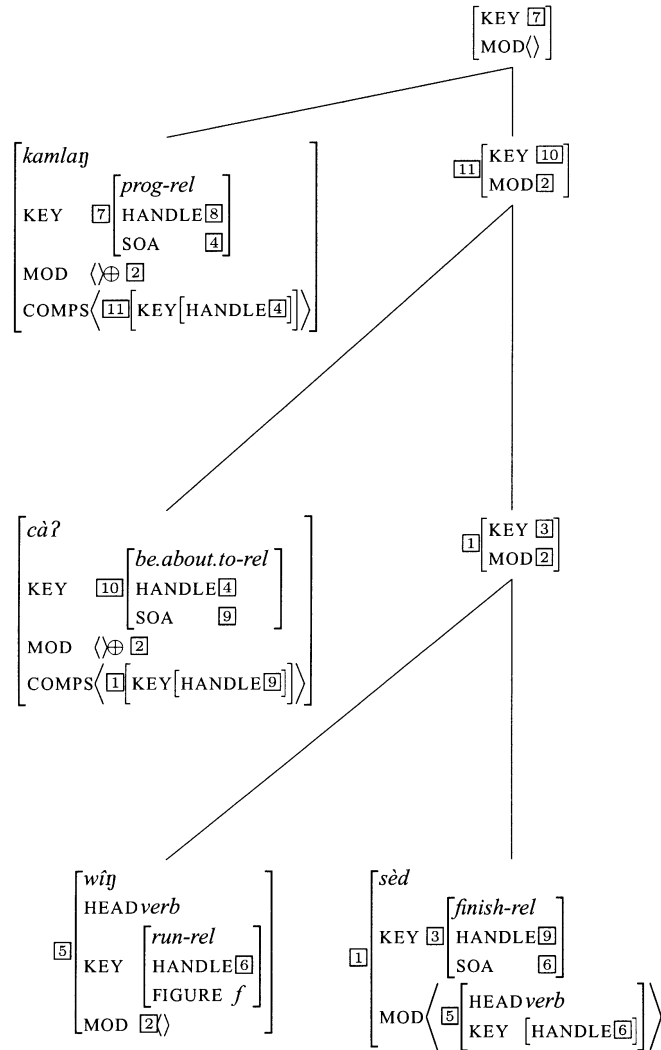 KEY 7
MOD⟨⟩
kamlaŋ
KEY 7 prog-rel
HANDLE 8
SOA 4
MOD ⟨⟩⊕ 2
COMPS⟨ 11 [KEY[HANDLE 4]]⟩
11 KEY 10
MOD 2
càʔ
KEY 10 be.about.to-rel
HANDLE 4
SOA 9
MOD ⟨⟩⊕ 2
COMPS⟨ 1 [KEY[HANDLE 9]]⟩
1 KEY 3
MOD 2
5 wîŋ
HEAD verb
KEY run-rel
HANDLE 6
FIGURE f
MOD 2 ⟨⟩
1 sèd
KEY 3 finish-rel
HANDLE 9
SOA 6
MOD⟨ 5 [HEAD verb
KEY [HANDLE 6]]⟩